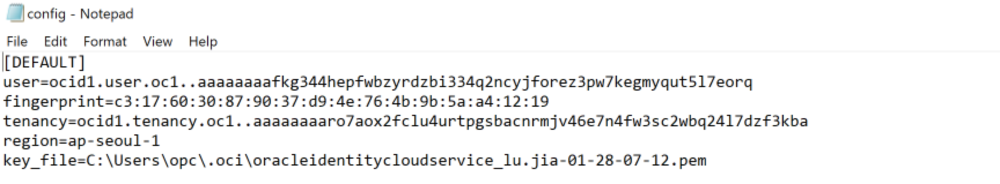 config - Notepad
File Edit Format View Help
[DEFAULT]
user=ocid1.user.oc1..aaaaaaaafkg344hepfwbzyrdzbi334q2ncyjforez3pw7kegmyqut5l7eorq
fingerprint=c3:17:60:30:87:90:37:d9:4e:76:4b:9b:5a:a4:12:19
tenancy=ocid1.tenancy.oc1..aaaaaaaaro7aox2fclu4urtpgsbacnrmjv46e7n4fw3sc2wbq24l7dzf3kba
region=ap-seoul-1
key_file=C:\Users\opc\.oci\oracleidentitycloudservice_lu.jia-01-28-07-12.pem